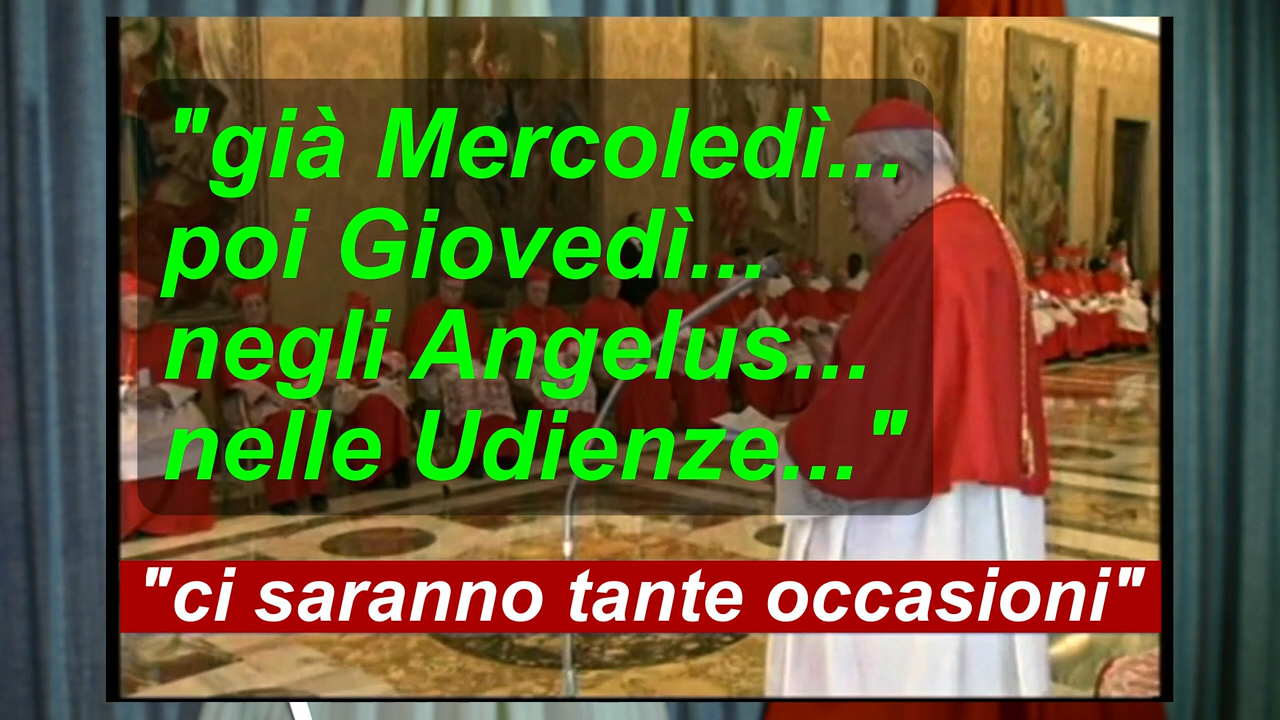 "già Mercoledì...
poi Giovedì...
negli Angelus...
nelle Udienze..."
"ci saranno tante occasioni"